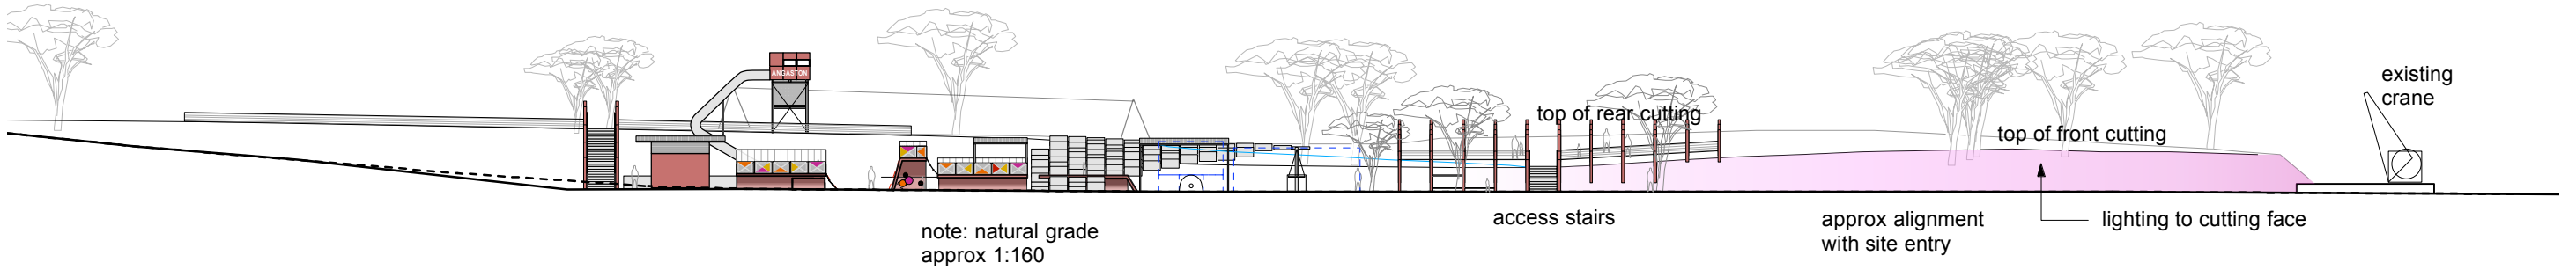 ANGASTON
top of rear cutting
existing
crane
top of front cutting
access stairs
approx alignment
with site entry
lighting to cutting face
note: natural grade
approx 1:160